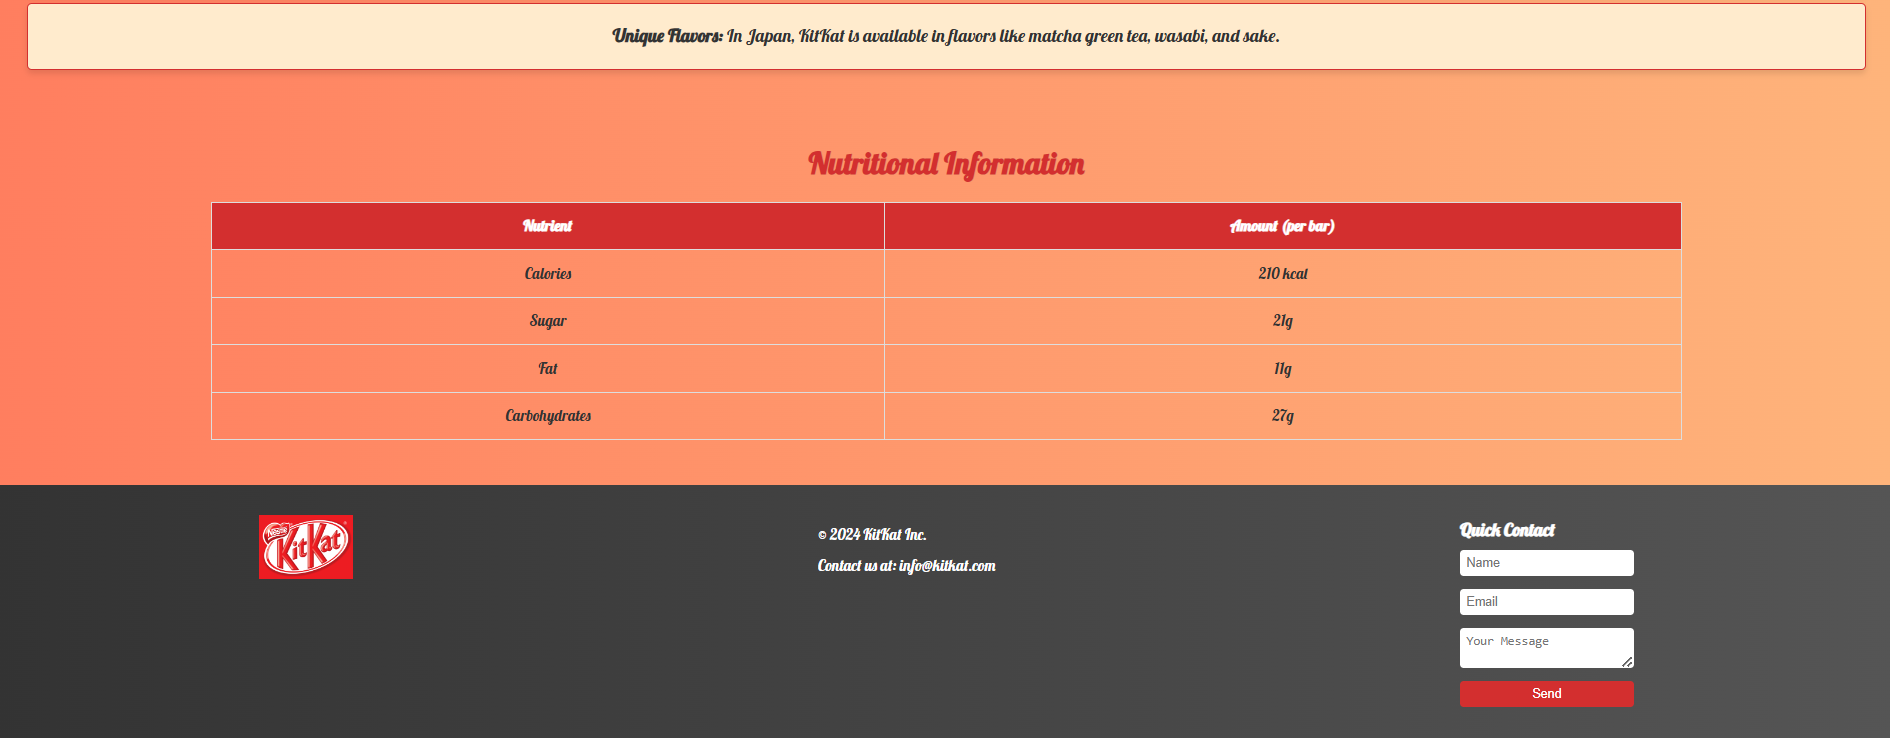 Unique Flavors: In Japan, KitKat is available in flavors like matcha green tea, wasabi, and sake.
Nutritional Information
Nutrient Amount (per bar)
Calories 210 kcal
Sugar 21g
Fat 11g
Carbohydrates 27g
Nestle
KitKat
© 2024 KitKat Inc.
Contact us at: info@kitkat.com
Quick Contact
Name
Email
Your Message
Send